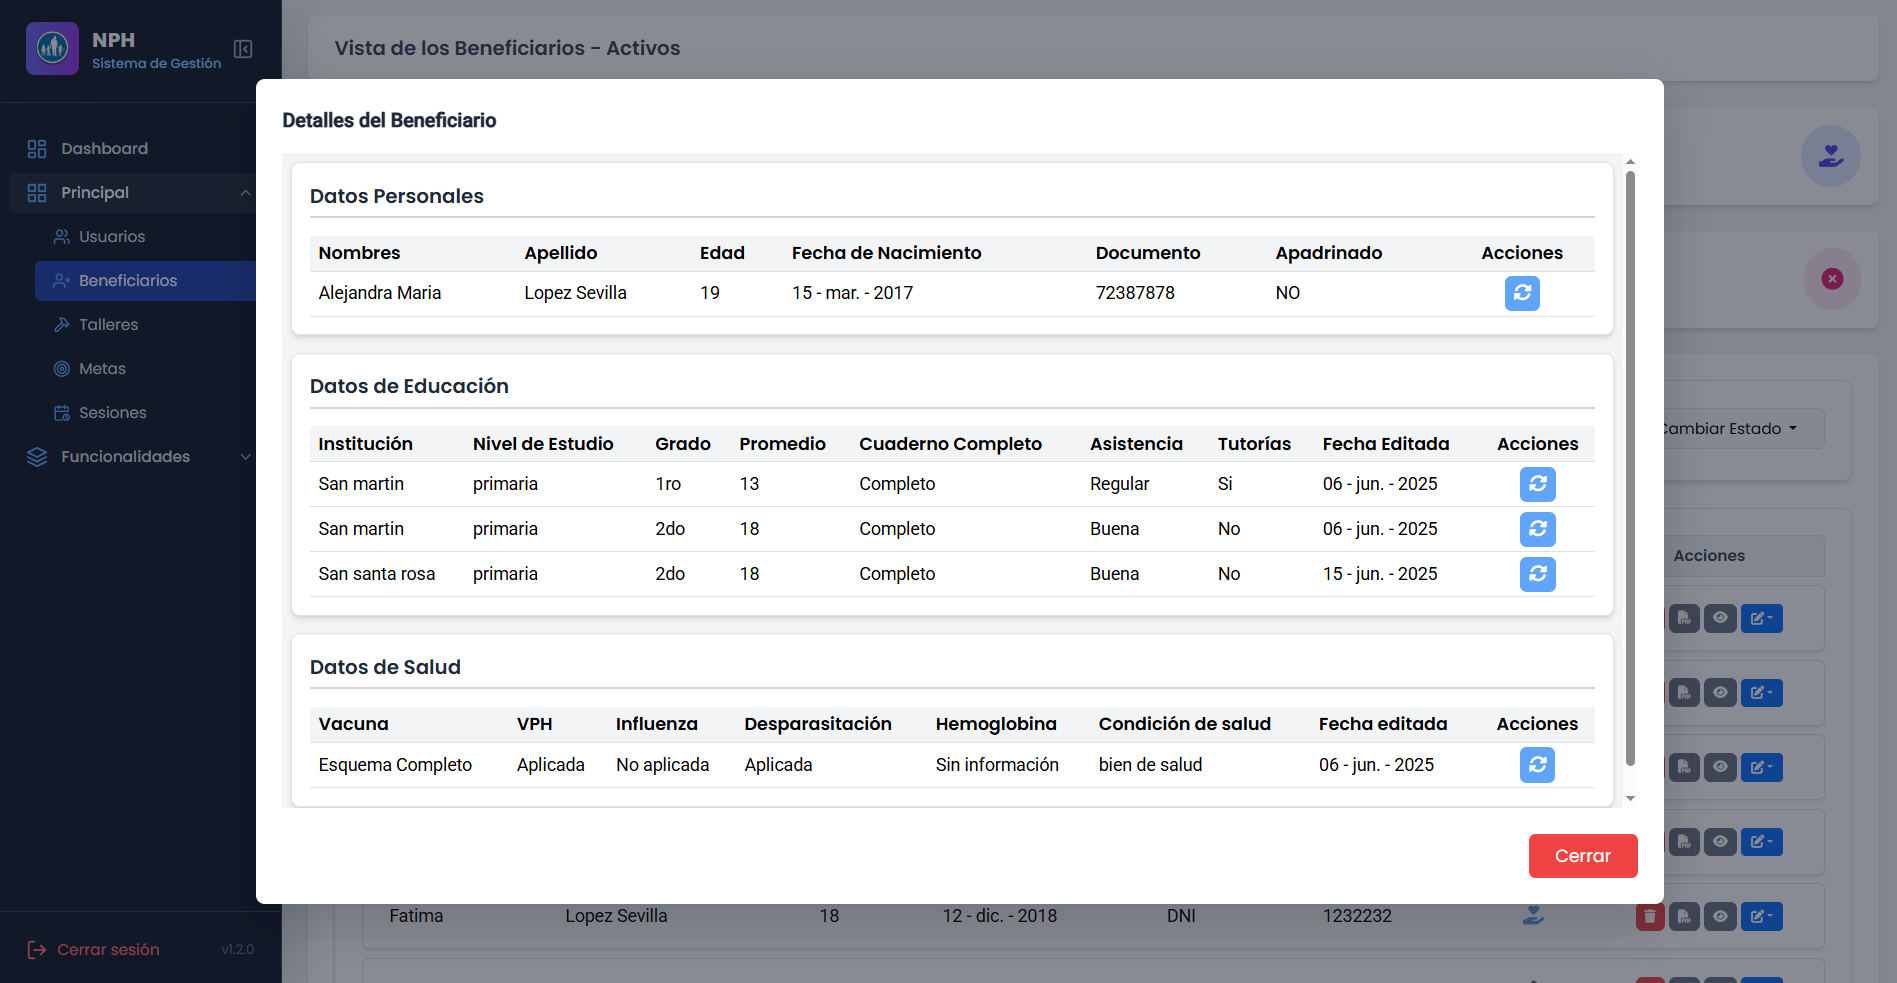 NPH
Sistema de Gestión
Dashboard
Principal
Usuarios
Beneficiarios
Talleres
Metas
Sesiones
Funcionalidades
Cerrar sesión v1.2.0
Vista de los Beneficiarios - Activos
Detalles del Beneficiario
Datos Personales
Nombres Apellido Edad Fecha de Nacimiento Documento Apadrinado Acciones
Alejandra Maria Lopez Sevilla 19 15 - mar. - 2017 72387878 NO
Datos de Educación
Institución Nivel de Estudio Grado Promedio Cuaderno Completo Asistencia Tutorías Fecha Editada Acciones
San martin primaria 1ro 13 Completo Regular Si 06 - jun. - 2025
San martin primaria 2do 18 Completo Buena No 06 - jun. - 2025
San santa rosa primaria 2do 18 Completo Buena No 15 - jun. - 2025
Datos de Salud
Vacuna VPH Influenza Desparasitación Hemoglobina Condición de salud Fecha editada Acciones
Esquema Completo Aplicada No aplicada Aplicada Sin información bien de salud 06 - jun. - 2025
Cerrar
Cambiar Estado
Acciones
Fatima Lopez Sevilla 18 12 - dic. - 2018 DNI 1232232